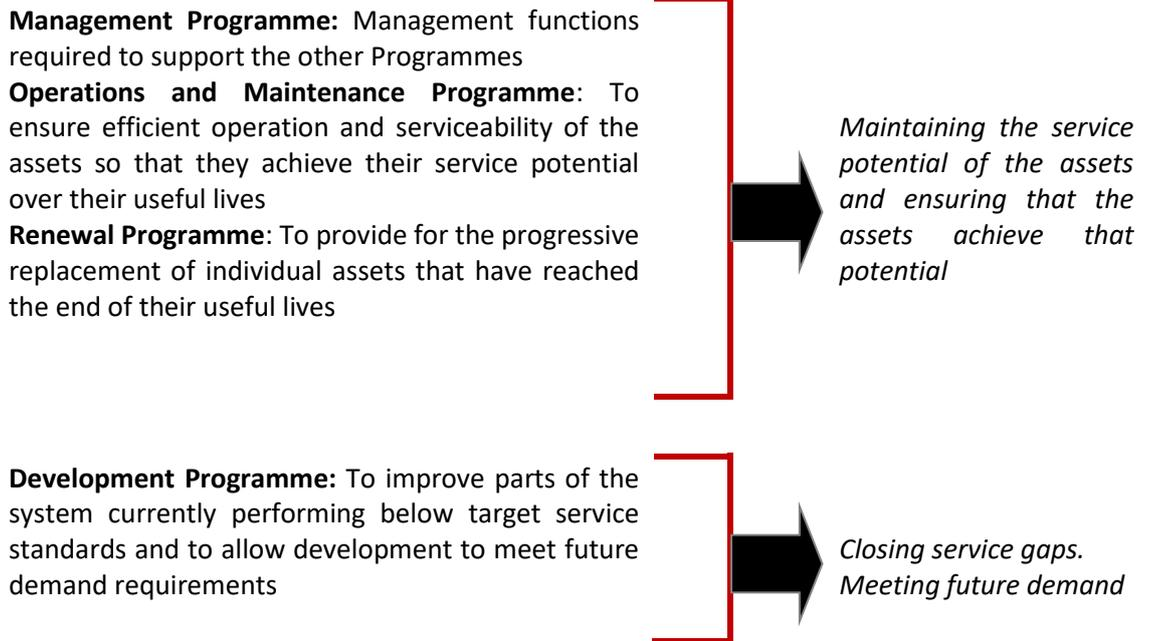 Management Programme: Management functions
required to support the other Programmes
Operations and Maintenance Programme: To
ensure efficient operation and serviceability of the
assets so that they achieve their service potential
over their useful lives
Renewal Programme: To provide for the progressive
replacement of individual assets that have reached
the end of their useful lives
Maintaining the service
potential of the assets
and ensuring that the
assets achieve that
potential
Development Programme: To improve parts of the
system currently performing below target service
standards and to allow development to meet future
demand requirements
Closing service gaps.
Meeting future demand